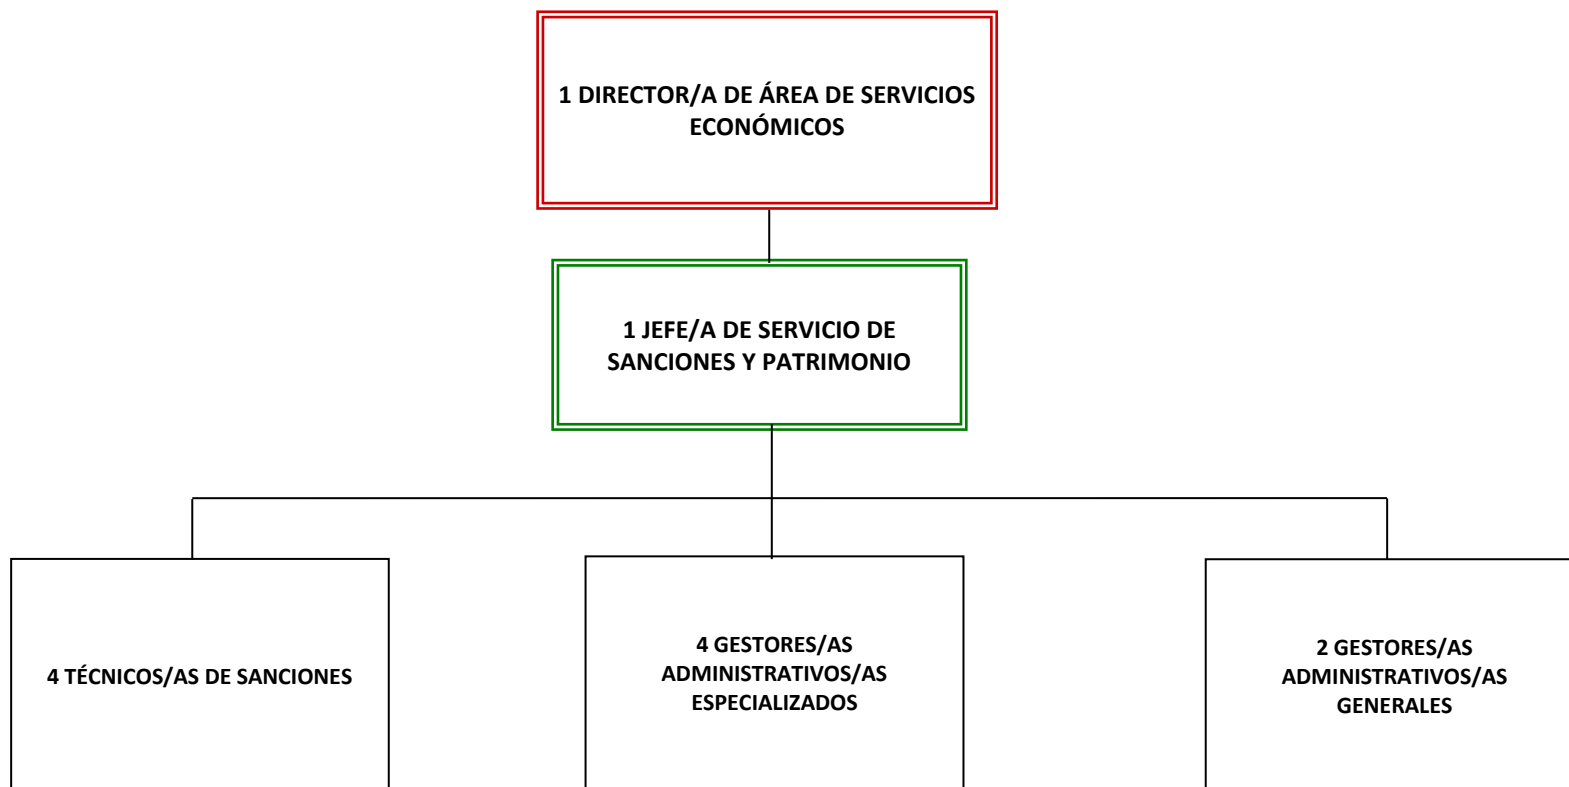 1 DIRECTOR/A DE ÁREA DE SERVICIOS
ECONÓMICOS
1 JEFE/A DE SERVICIO DE
SANCIONES Y PATRIMONIO
4 TÉCNICOS/AS DE SANCIONES
4 GESTORES/AS
ADMINISTRATIVOS/AS
ESPECIALIZADOS
2 GESTORES/AS
ADMINISTRATIVOS/AS
GENERALES